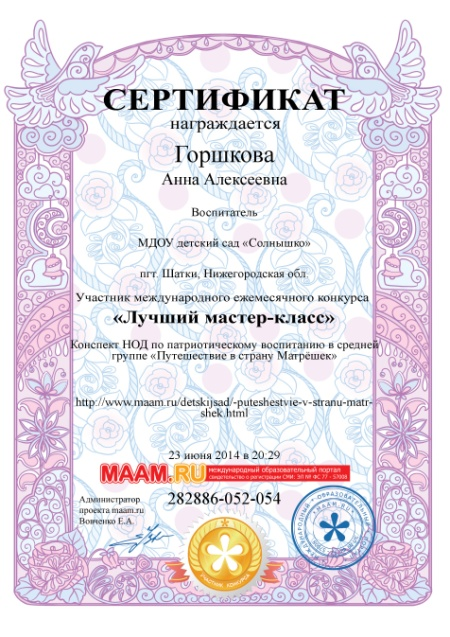 СЕРТИФИКАТ
награждается
Горшкова
Анна Алексеевна
Воспитатель
МДОУ детский сад «Солнышко»
пгт. Шатки, Нижегородская обл
Участник международного ежемесячного конкурса
«Лучший мастер-класс»
Конспект НОД по патриотическому воспитанию в средней
группе «Путешествие в страну Матрёшек»
http://www.maam.ru/detskijsad/-puteshestvie-v-stranu-matr-
shek.html
23 июня 2014 в 20:29
MAAM.RU
международный образовательный портал
свидетельство о регистрации СМИ: ЭЛ № ФС 77 - 57008
Администратор
проекта maam.ru
Вовченко Е.А.
282886-052-054
УЧАСТНИК КОНКУРСА